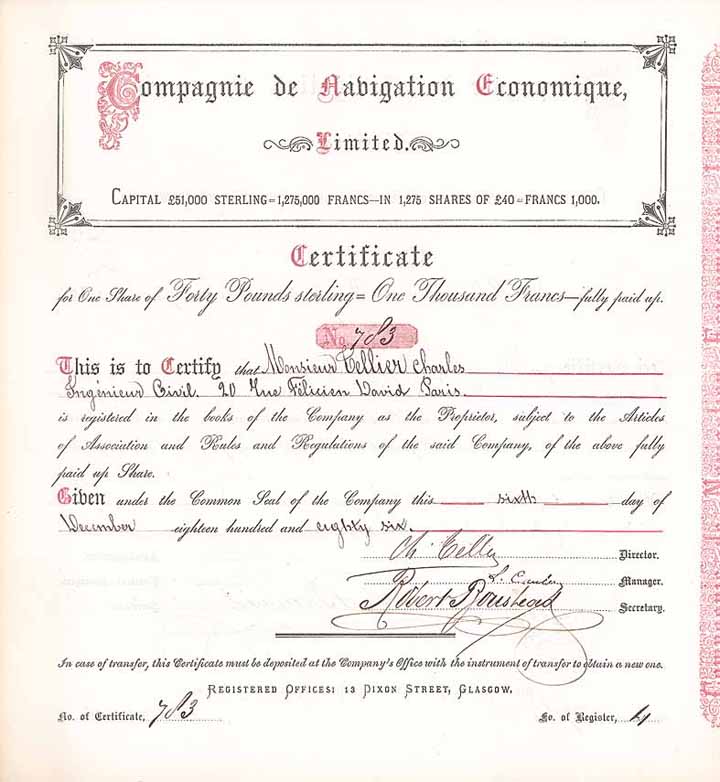 Compagnie de Navigation Economique,
Limited.
CAPITAL £51,000 STERLING=1,275,000 FRANCS—IN 1,275 SHARES OF £40=FRANCS 1,000.
Certificate
for One Share of Forty Pounds sterling=One Thousand Francs—fully paid up.
No. 783
This is to Certify that Monsieur Tellier Charles
Ingénieur Civil. 20 Rue Félicien David Paris.
is registered in the books of the Company as the Proprietor, subject to the Articles
of Association and Rules and Regulations of the said Company, of the above fully
paid up Share.
Given under the Common Seal of the Company this sixth day of
December eighteen hundred and eighty six.
Ch. Tellier Director.
Manager.
Robert Secretary.
In case of transfer, this Certificate must be deposited at the Company's Office with the instrument of transfer to obtain a new one.
REGISTERED OFFICES: 13 DIXON STREET, GLASGOW.
No. of Certificate, 783 No. of Register,